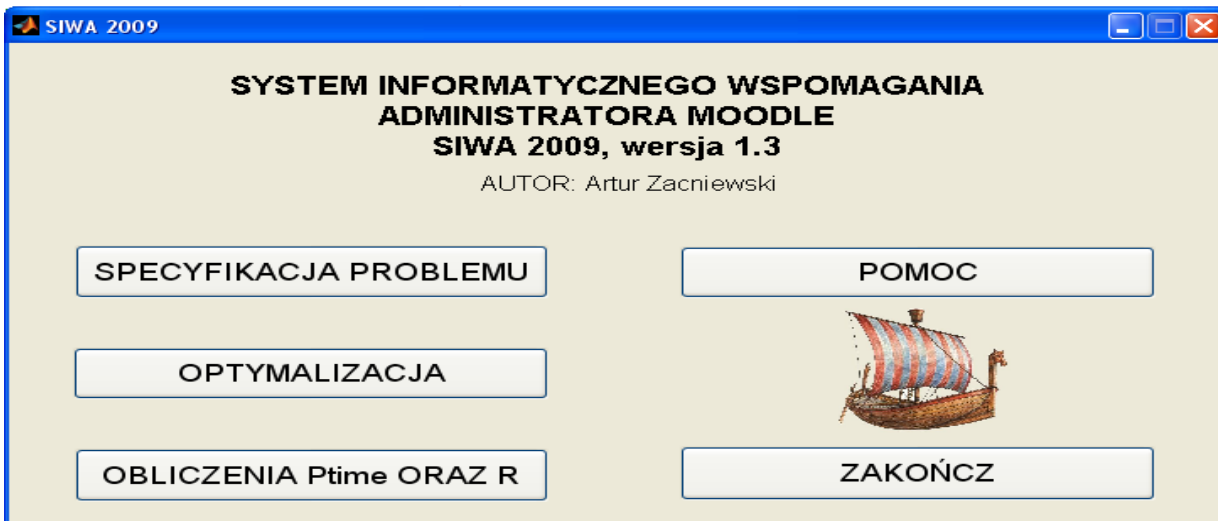 SIWA 2009
SYSTEM INFORMATYCZNEGO WSPOMAGANIA
ADMINISTRATORA MOODLE
SIWA 2009, wersja 1.3
AUTOR: Artur Zacniewski
SPECYFIKACJA PROBLEMU
POMOC
OPTYMALIZACJA
OBLICZENIA Ptime ORAZ R
ZAKOŃCZ